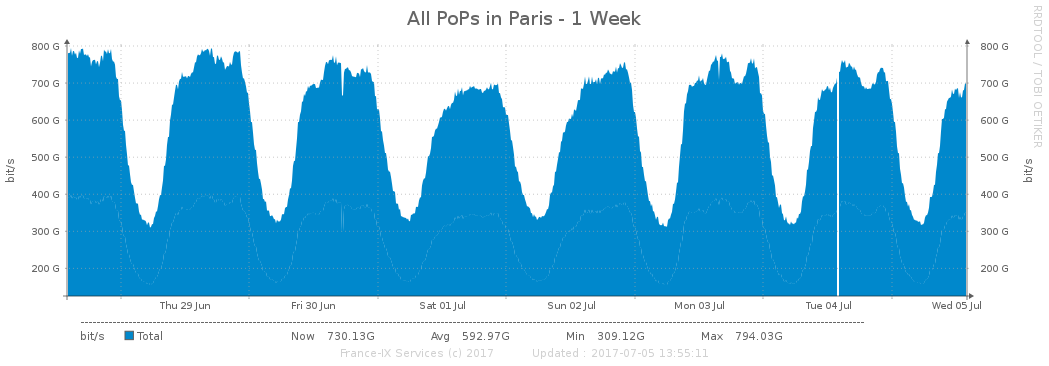 All PoPs in Paris - 1 Week
RRDTOOL / TOBI OETIKER
800 G 800 G
700 G 700 G
600 G 600 G
500 G 500 G
400 G 400 G
300 G 300 G
200 G 200 G
bit/s bit/s
Thu 29 Jun Fri 30 Jun Sat 01 Jul Sun 02 Jul Mon 03 Jul Tue 04 Jul Wed 05 Jul
bit/s Total Now 730.13G Avg 592.97G Min 309.12G Max 794.03G
France-IX Services (c) 2017 Updated : 2017-07-05 13:55:11